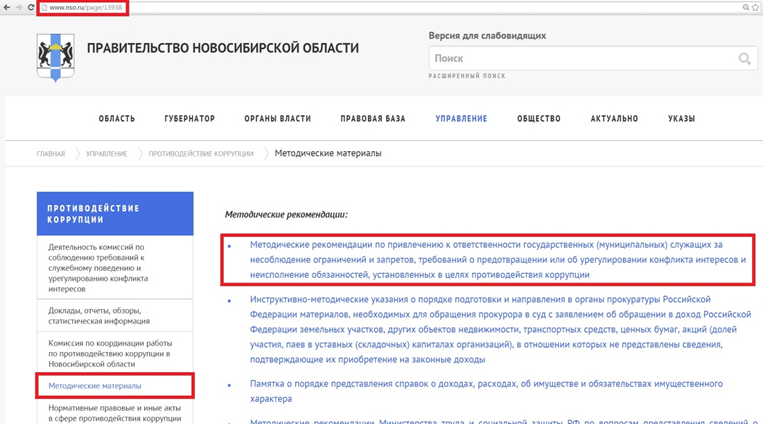 www.nso.ru/page/13938
ПРАВИТЕЛЬСТВО НОВОСИБИРСКОЙ ОБЛАСТИ
Версия для слабовидящих
Поиск
РАСШИРЕННЫЙ ПОИСК
ОБЛАСТЬ ГУБЕРНАТОР ОРГАНЫ ВЛАСТИ ПРАВОВАЯ БАЗА УПРАВЛЕНИЕ ОБЩЕСТВО АКТУАЛЬНО УКАЗЫ
ГЛАВНАЯ УПРАВЛЕНИЕ ПРОТИВОДЕЙСТВИЕ КОРРУПЦИИ Методические материалы
ПРОТИВОДЕЙСТВИЕ
КОРРУПЦИИ
Деятельность комиссий по
соблюдению требований к
служебному поведению и
урегулированию конфликта
интересов
Доклады, отчеты, обзоры,
статистическая информация
Комиссия по координации работы
по противодействию коррупции в
Новосибирской области
Методические материалы
Нормативные правовые и иные акты
в сфере противодействия коррупции
Методические рекомендации:
Методические рекомендации по привлечению к ответственности государственных (муниципальных) служащих за
несоблюдение ограничений и запретов, требований о предотвращении или об урегулировании конфликта интересов и
неисполнение обязанностей, установленных в целях противодействия коррупции
Инструктивно-методические указания о порядке подготовки и направления в органы прокуратуры Российской
Федерации материалов, необходимых для обращения прокурора в суд с заявлением об обращении в доход Российской
Федерации земельных участков, других объектов недвижимости, транспортных средств, ценных бумаг, акций (долей
участия, паев в уставных (складочных) капиталах организаций), в отношении которых не представлены сведения,
подтверждающие их приобретение на законные доходы
Памятка о порядке представления справок о доходах, расходах, об имуществе и обязательствах имущественного
характера
Методические рекомендации Министерства труда и социальной защиты РФ по вопросам представления сведений о